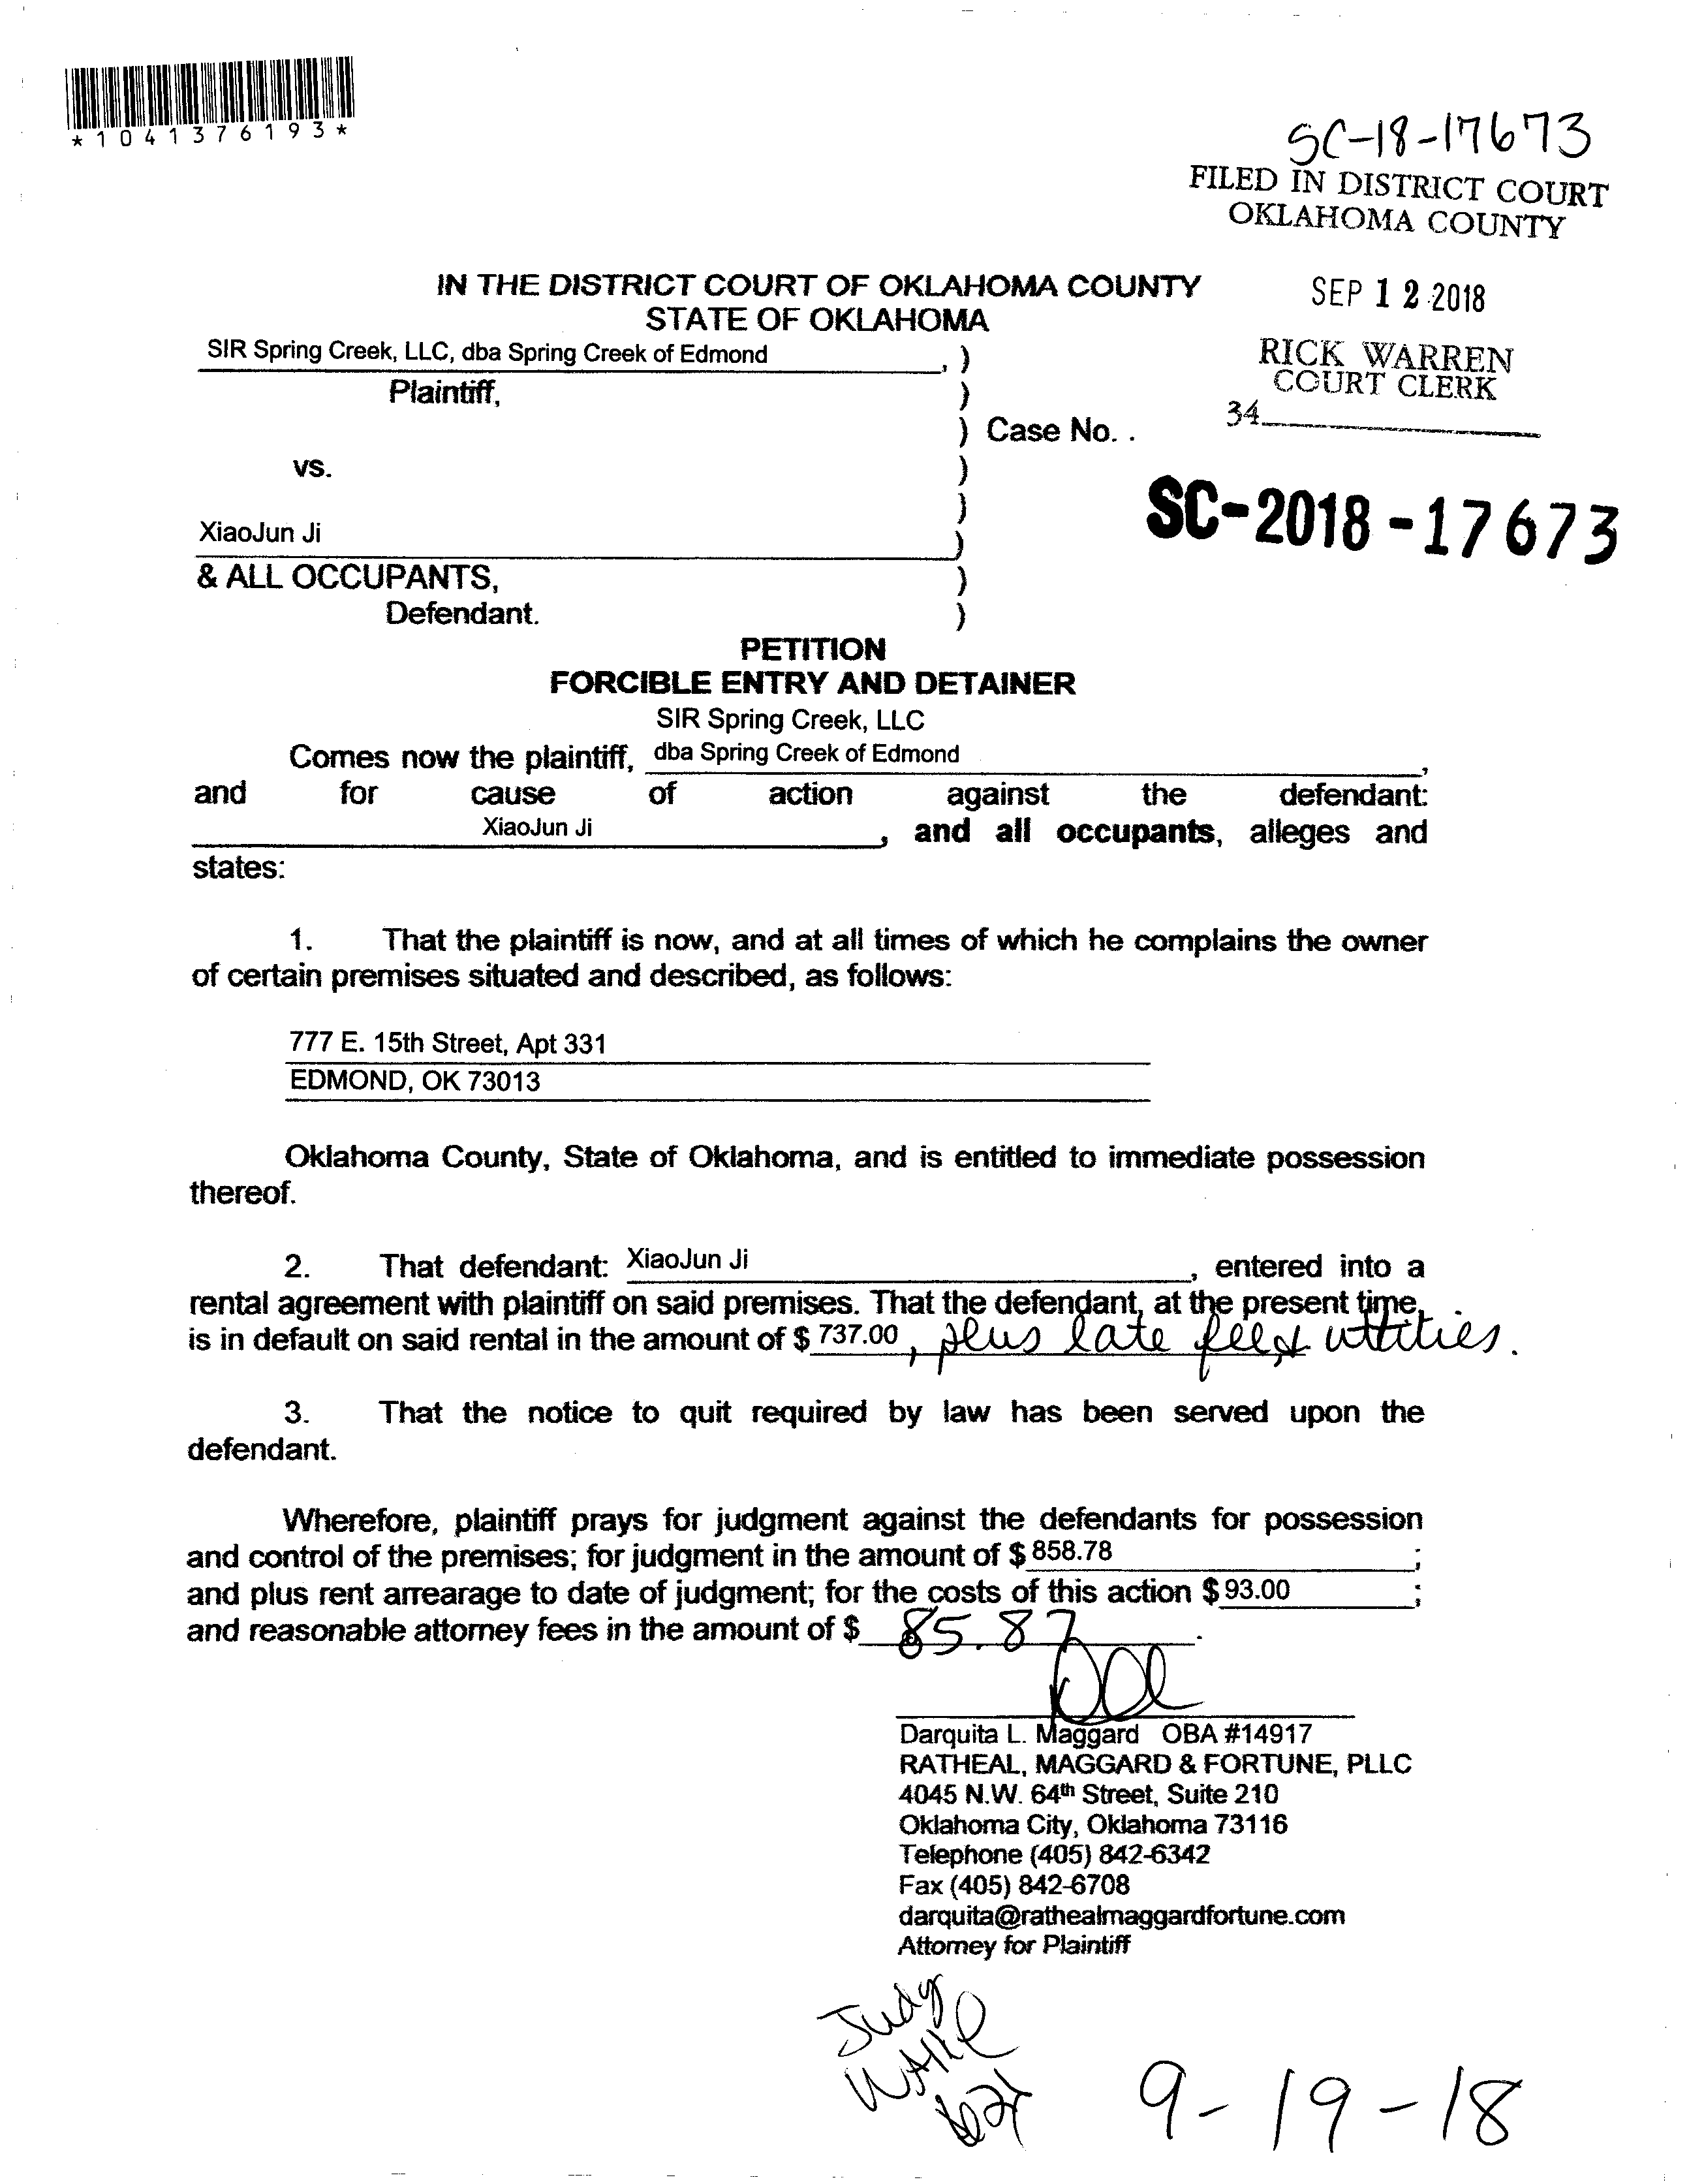 *1041376193*
SC-18-17673
FILED IN DISTRICT COURT
OKLAHOMA COUNTY
IN THE DISTRICT COURT OF OKLAHOMA COUNTY
STATE OF OKLAHOMA
SEP 12 2018
RICK WARREN
COURT CLERK
34
SIR Spring Creek, LLC, dba Spring Creek of Edmond, )
Plaintiff, )
) Case No. .
vs. )
)
SC-2018-17673
XiaoJun Ji )
& ALL OCCUPANTS, )
Defendant. )
PETITION
FORCIBLE ENTRY AND DETAINER
SIR Spring Creek, LLC
Comes now the plaintiff, dba Spring Creek of Edmond,
and for cause of action against the defendant:
XiaoJun Ji, and all occupants, alleges and
states:
1. That the plaintiff is now, and at all times of which he complains the owner
of certain premises situated and described, as follows:
777 E. 15th Street, Apt 331
EDMOND, OK 73013
Oklahoma County, State of Oklahoma, and is entitled to immediate possession
thereof.
2. That defendant: XiaoJun Ji, entered into a
rental agreement with plaintiff on said premises. That the defendant, at the present time,
is in default on said rental in the amount of $ 737.00, plus late fees & utilities.
3. That the notice to quit required by law has been served upon the
defendant.
Wherefore, plaintiff prays for judgment against the defendants for possession
and control of the premises; for judgment in the amount of $ 858.78;
and plus rent arrearage to date of judgment; for the costs of this action $ 93.00;
and reasonable attorney fees in the amount of $ 85.87.
Darquita L. Maggard OBA #14917
RATHEAL, MAGGARD & FORTUNE, PLLC
4045 N.W. 64th Street, Suite 210
Oklahoma City, Oklahoma 73116
Telephone (405) 842-6342
Fax (405) 842-6708
darquita@rathealmaggardfortune.com
Attorney for Plaintiff
Judge
9-19-18